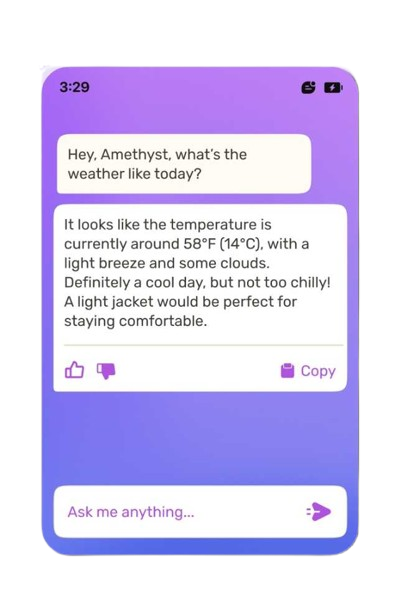 3:29
Hey, Amethyst, what's the
weather like today?
It looks like the temperature is
currently around 58°F (14°C), with a
light breeze and some clouds.
Definitely a cool day, but not too chilly!
A light jacket would be perfect for
staying comfortable.
Copy
Ask me anything...